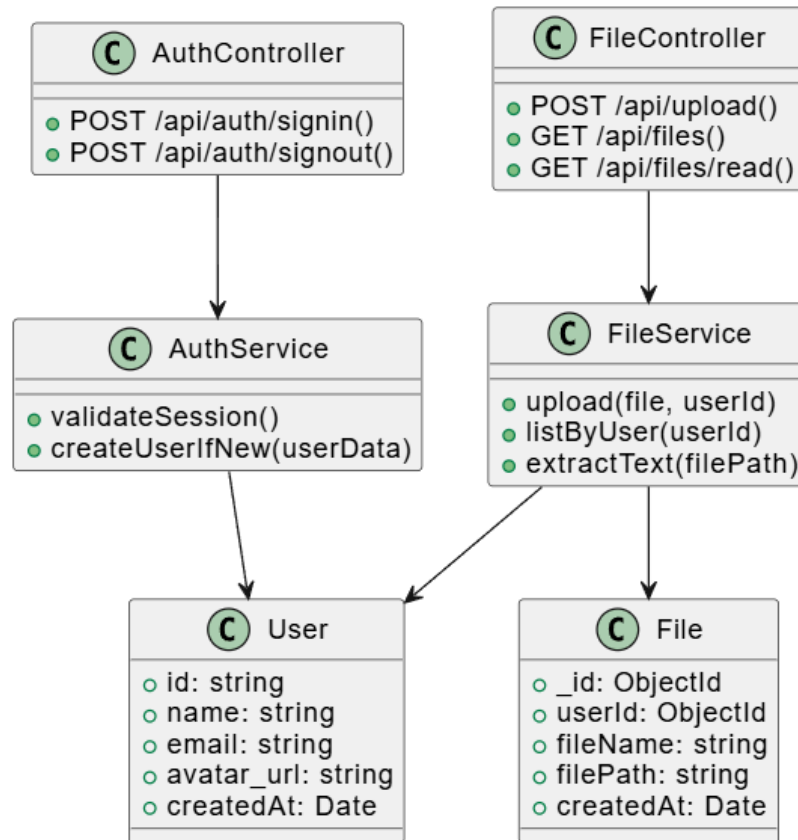 C AuthController
POST /api/auth/signin()
POST /api/auth/signout()
C FileController
POST /api/upload()
GET /api/files()
GET /api/files/read()
C AuthService
validateSession()
createUserIfNew(userData)
C FileService
upload(file, userId)
listByUser(userId)
extractText(filePath)
C User
id: string
name: string
email: string
avatar_url: string
createdAt: Date
C File
_id: ObjectId
userId: ObjectId
fileName: string
filePath: string
createdAt: Date